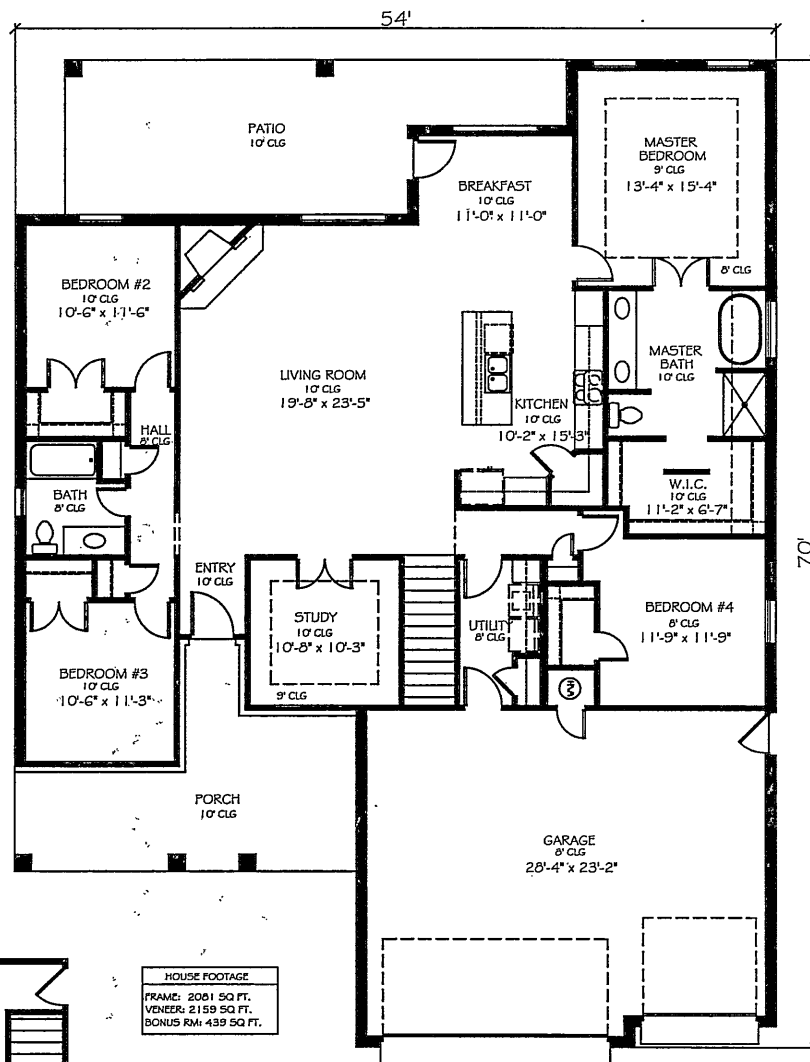 54'
PATIO
10' CLG
MASTER
BEDROOM
9' CLG
13'-4" x 15'-4"
8' CLG
BREAKFAST
10' CLG
11'-0" x 11'-0"
BEDROOM #2
10' CLG
10'-6" x 11'-6"
LIVING ROOM
10' CLG
19'-8" x 23'-5"
MASTER
BATH
10' CLG
KITCHEN
10' CLG
10'-2" x 15'-3"
HALL
8' CLG
BATH
8' CLG
W.I.C.
10' CLG
11'-2" x 6'-7"
70'
ENTRY
10' CLG
STUDY
10' CLG
10'-8" x 10'-3"
9' CLG
UTILITY
8' CLG
BEDROOM #4
8' CLG
11'-9" x 11'-9"
BEDROOM #3
10' CLG
10'-6" x 11'-3"
HW
PORCH
10' CLG
GARAGE
8' CLG
28'-4" x 23'-2"
HOUSE FOOTAGE
FRAME: 2081 SQ FT.
VENEER: 2159 SQ FT.
BONUS RM: 439 SQ FT.